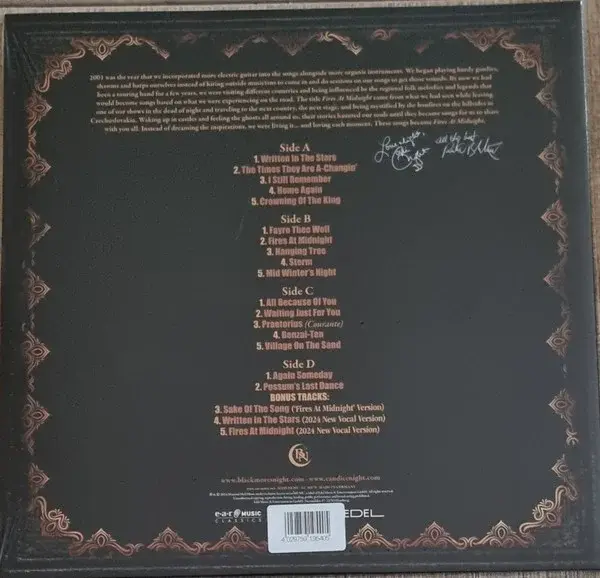 2001 was the year that we incorporated more electric guitar into the songs alongside more organic instruments. We began playing hurdy gurdies,
shawms and harps ourselves instead of hiring outside musicians to come in and do sessions on our songs to get those sounds. By now we had
been a touring band for a few years, we were visiting different countries and being influenced by the regional folk melodies and legends that
would become songs based on what we were experiencing on the road. The title Fires At Midnight came from what we had seen while leaving
one of our shows in the dead of night and traveling to the next country, the next stage, and being mystified by the bonfires on the hillsides in
Czechoslovakia. Waking up in castles and feeling the ghosts all around us, their stories haunted our souls until they became songs for us to share
with you all. Instead of dreaming the inspirations, we were living it... and loving each moment. These songs became Fires At Midnight.
Side A
1. Written In The Stars
2. The Times They Are A-Changin'
3. I Still Remember
4. Home Again
5. Crowning Of The King
Side B
1. Fayre Thee Well
2. Fires At Midnight
3. Hanging Tree
4. Storm
5. Mid Winter's Night
Side C
1. All Because Of You
2. Waiting Just For You
3. Praetorius (Courante)
4. Benzai-Ten
5. Village On The Sand
Side D
1. Again Someday
2. Possum's Last Dance
BONUS TRACKS:
3. Sake Of The Song ('Fires At Midnight' Version)
4. Written In The Stars (2024 New Vocal Version)
5. Fires At Midnight (2024 New Vocal Version)
www.blackmoresnight.com · www.candicenight.com
e·a·r MUSIC
CLASSICS
EDEL